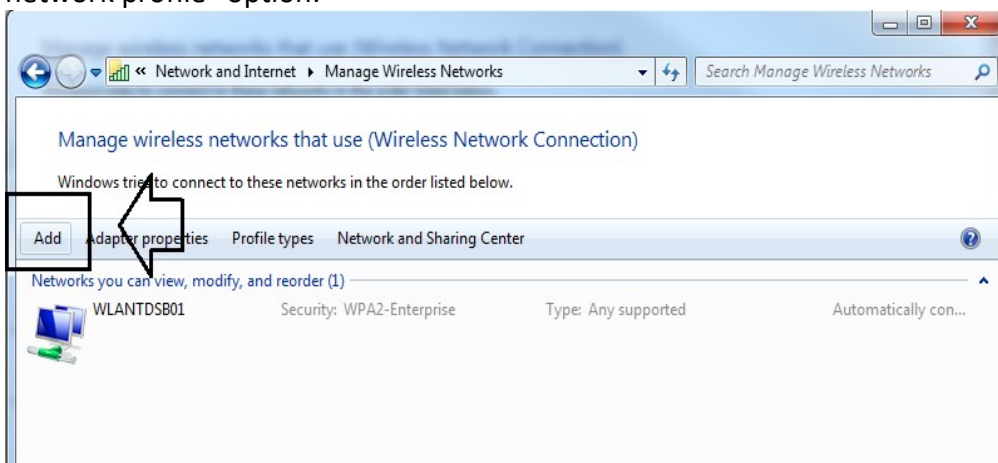 network profile" option.
« Network and Internet ▸ Manage Wireless Networks
Search Manage Wireless Networks
Manage wireless networks that use (Wireless Network Connection)
Windows tries to connect to these networks in the order listed below.
Add Adapter properties Profile types Network and Sharing Center
Networks you can view, modify, and reorder (1)
WLANTDSB01 Security: WPA2-Enterprise Type: Any supported Automatically con...